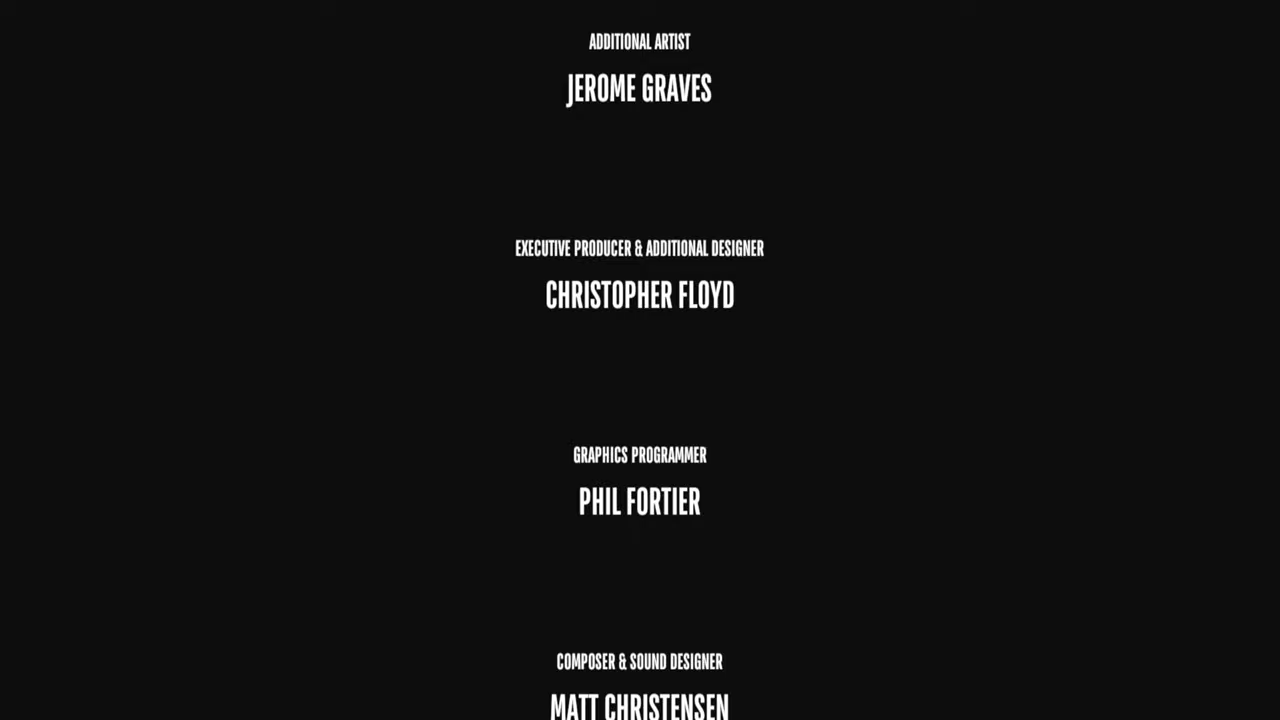 ADDITIONAL ARTIST
JEROME GRAVES
EXECUTIVE PRODUCER & ADDITIONAL DESIGNER
CHRISTOPHER FLOYD
GRAPHICS PROGRAMMER
PHIL FORTIER
COMPOSER & SOUND DESIGNER
MATT CHRISTENSEN